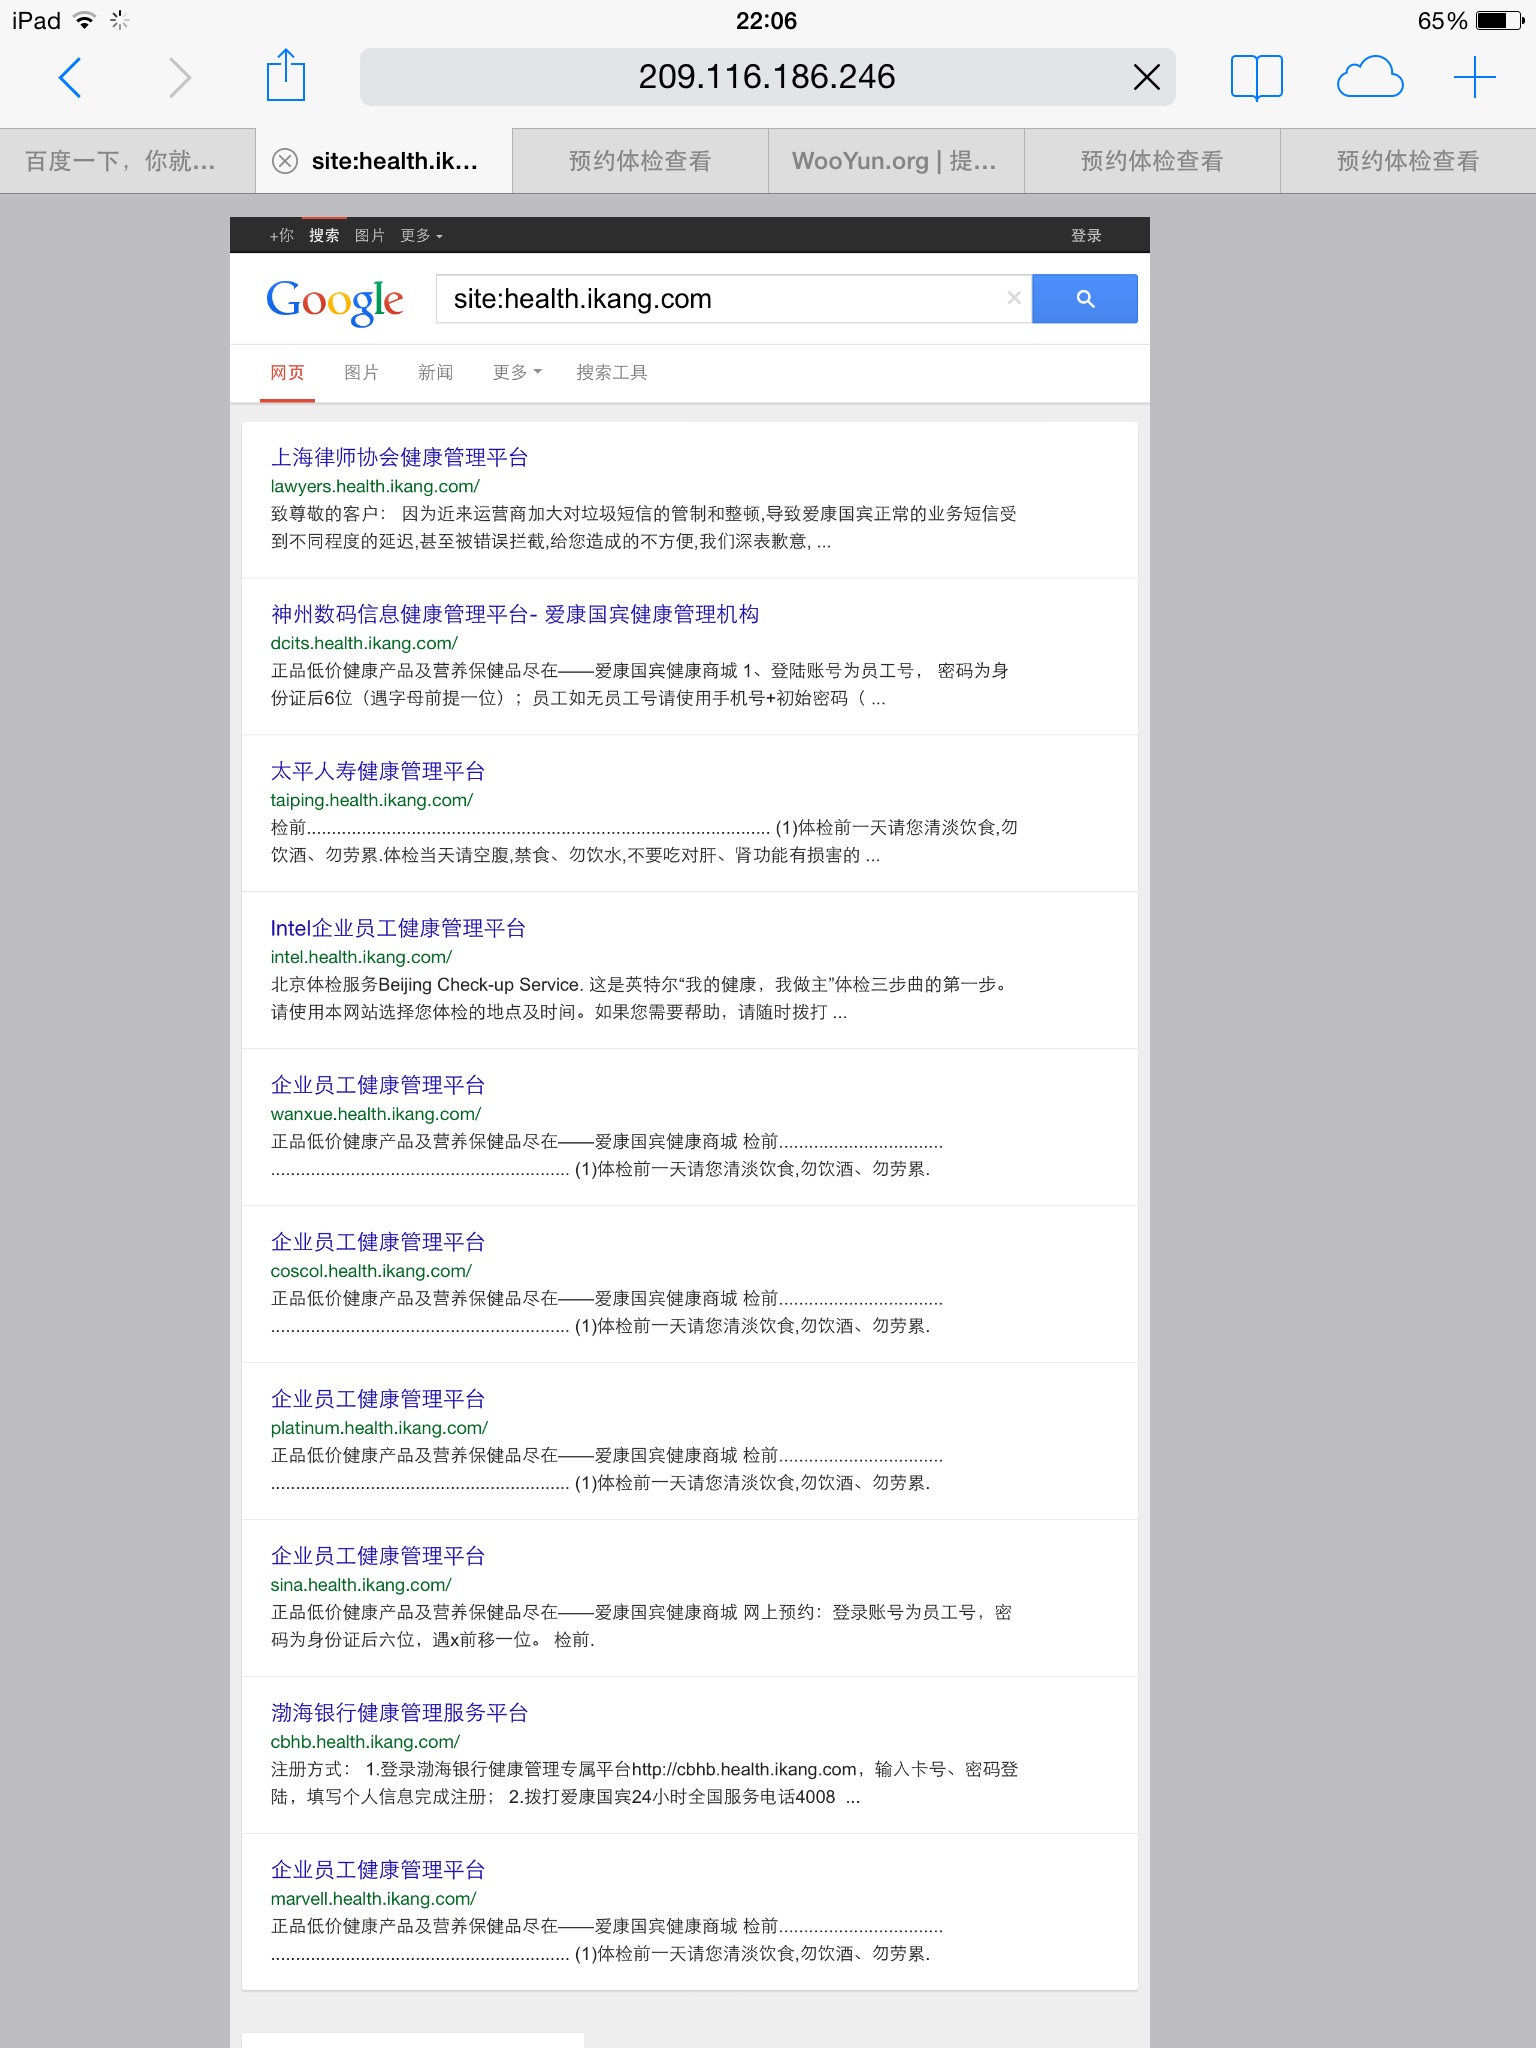 iPad 22:06 65%
209.116.186.246
百度一下，你就... site:health.ik... 预约体检查看 WooYun.org | 提... 预约体检查看 预约体检查看
+你 搜索 图片 更多 登录
Google site:health.ikang.com
网页 图片 新闻 更多 搜索工具
上海律师协会健康管理平台
lawyers.health.ikang.com/
致尊敬的客户： 因为近来运营商加大对垃圾短信的管制和整顿,导致爱康国宾正常的业务短信受
到不同程度的延迟,甚至被错误拦截,给您造成的不方便,我们深表歉意, ...
神州数码信息健康管理平台- 爱康国宾健康管理机构
dcits.health.ikang.com/
正品低价健康产品及营养保健品尽在——爱康国宾健康商城 1、登陆账号为员工号， 密码为身
份证后6位（遇字母前提一位）；员工如无员工号请使用手机号+初始密码（ ...
太平人寿健康管理平台
taiping.health.ikang.com/
检前............................................................................................. (1)体检前一天请您清淡饮食,勿
饮酒、勿劳累.体检当天请空腹,禁食、勿饮水,不要吃对肝、肾功能有损害的 ...
Intel企业员工健康管理平台
intel.health.ikang.com/
北京体检服务Beijing Check-up Service. 这是英特尔“我的健康，我做主”体检三步曲的第一步。
请使用本网站选择您体检的地点及时间。如果您需要帮助，请随时拨打 ...
企业员工健康管理平台
wanxue.health.ikang.com/
正品低价健康产品及营养保健品尽在——爱康国宾健康商城 检前.................................
............................................................ (1)体检前一天请您清淡饮食,勿饮酒、勿劳累.
企业员工健康管理平台
coscol.health.ikang.com/
正品低价健康产品及营养保健品尽在——爱康国宾健康商城 检前.................................
............................................................ (1)体检前一天请您清淡饮食,勿饮酒、勿劳累.
企业员工健康管理平台
platinum.health.ikang.com/
正品低价健康产品及营养保健品尽在——爱康国宾健康商城 检前.................................
............................................................ (1)体检前一天请您清淡饮食,勿饮酒、勿劳累.
企业员工健康管理平台
sina.health.ikang.com/
正品低价健康产品及营养保健品尽在——爱康国宾健康商城 网上预约：登录账号为员工号，密
码为身份证后六位，遇x前移一位。 检前.
渤海银行健康管理服务平台
cbhb.health.ikang.com/
注册方式： 1.登录渤海银行健康管理专属平台http://cbhb.health.ikang.com，输入卡号、密码登
陆，填写个人信息完成注册； 2.拨打爱康国宾24小时全国服务电话4008 ...
企业员工健康管理平台
marvell.health.ikang.com/
正品低价健康产品及营养保健品尽在——爱康国宾健康商城 检前.................................
............................................................ (1)体检前一天请您清淡饮食,勿饮酒、勿劳累.